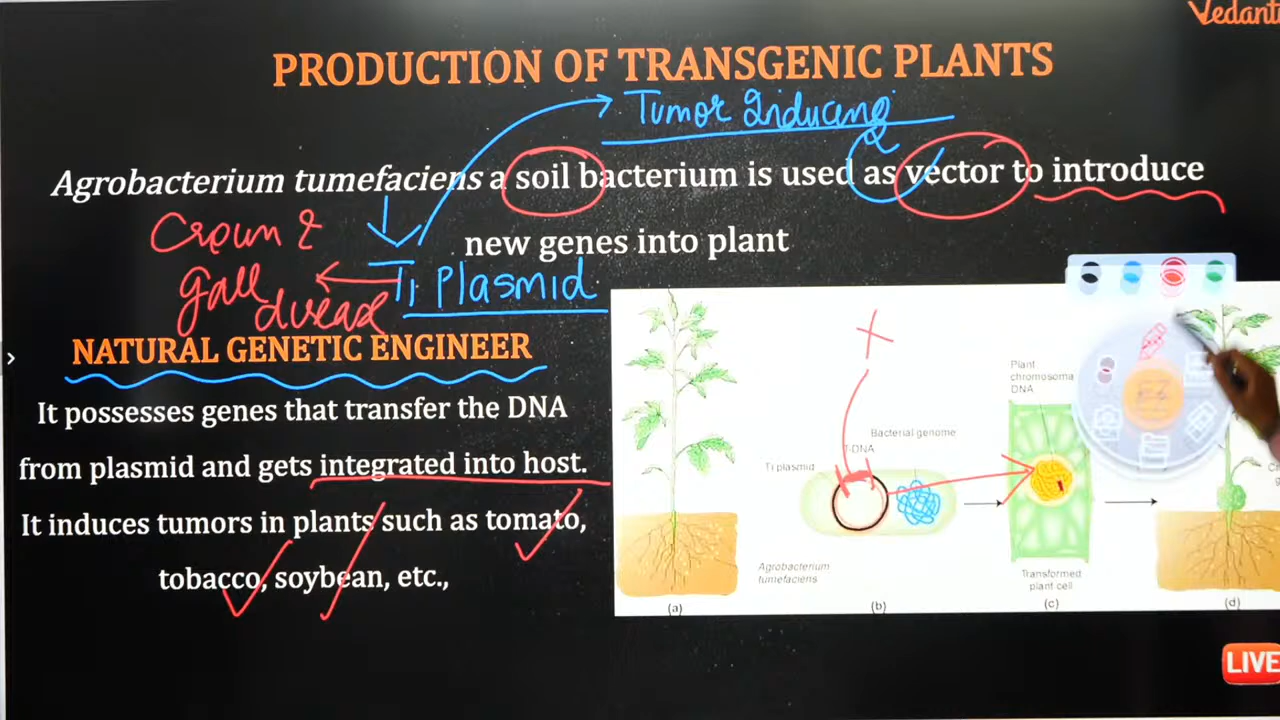 Vedant
PRODUCTION OF TRANSGENIC PLANTS
Tumor Inducing
Agrobacterium tumefaciens a soil bacterium is used as vector to introduce
new genes into plant
Crown
gall disease
Ti Plasmid
NATURAL GENETIC ENGINEER
It possesses genes that transfer the DNA
from plasmid and gets integrated into host.
It induces tumors in plants such as tomato,
tobacco, soybean, etc.,
Plant
chromosoma
DNA
Bacterial genome
T-DNA
Ti plasmid
Agrobacterium
tumefaciens
Transformed
plant cell
(a)
(b)
(c)
(d)
LIVE